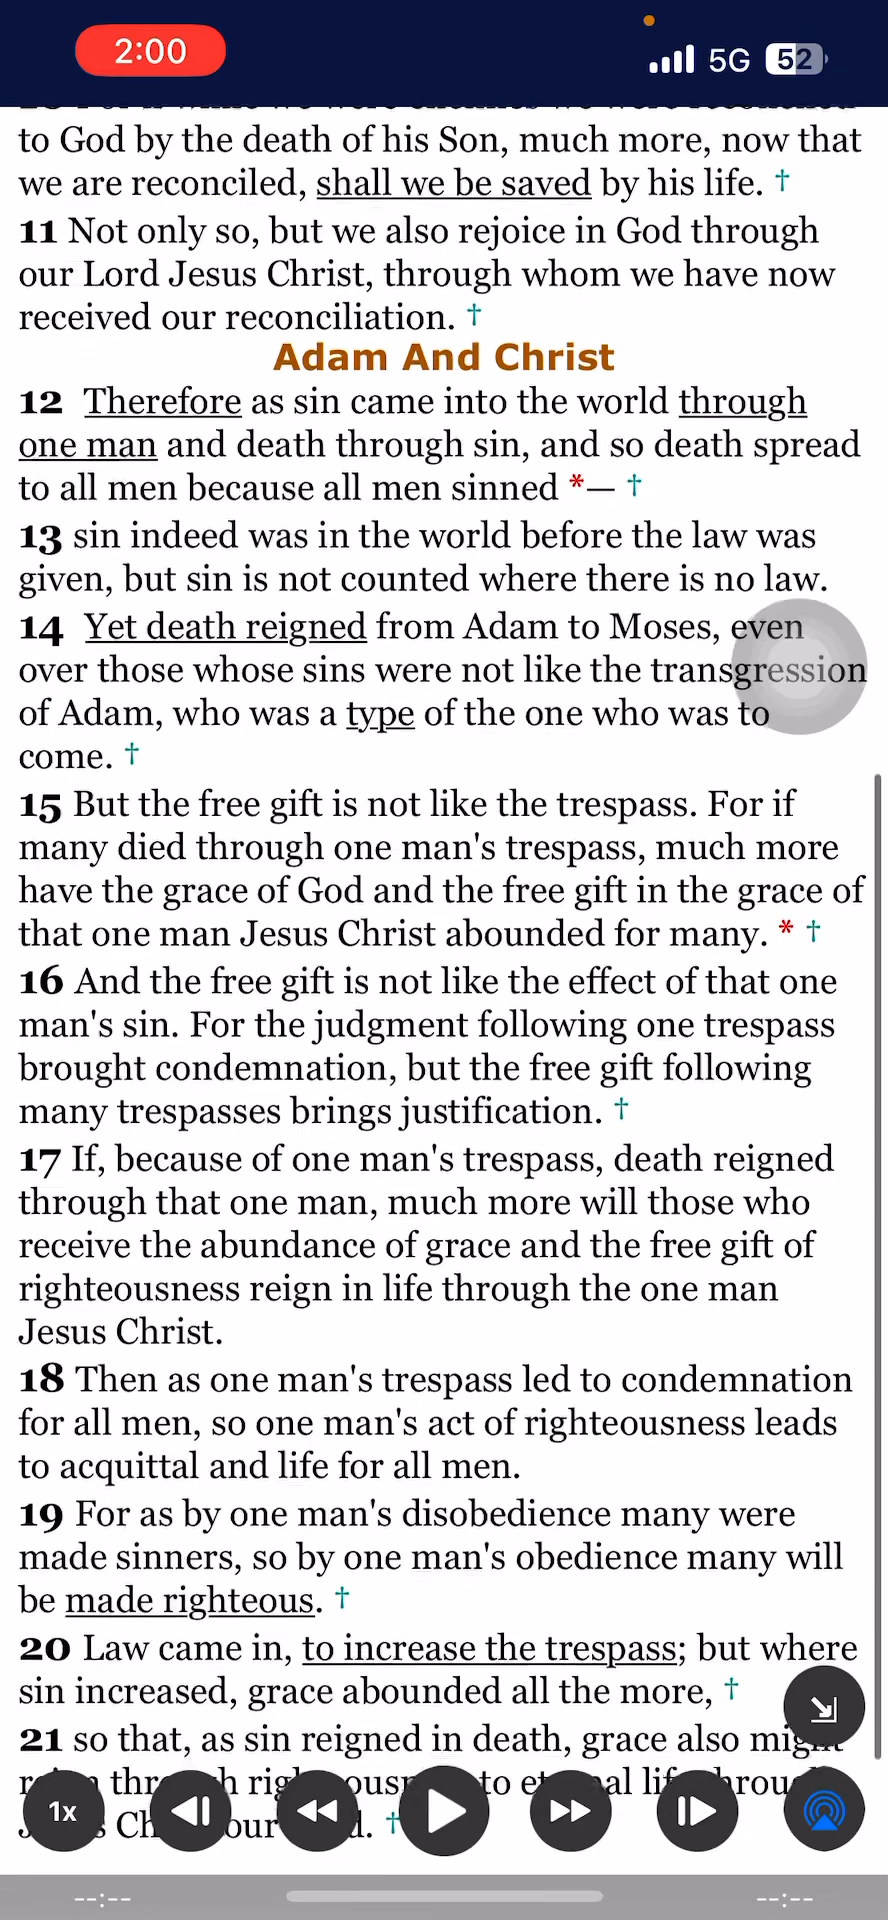 2:00
5G 52
to God by the death of his Son, much more, now that
we are reconciled, shall we be saved by his life. †
11 Not only so, but we also rejoice in God through
our Lord Jesus Christ, through whom we have now
received our reconciliation. †
Adam And Christ
12 Therefore as sin came into the world through
one man and death through sin, and so death spread
to all men because all men sinned *— †
13 sin indeed was in the world before the law was
given, but sin is not counted where there is no law.
14 Yet death reigned from Adam to Moses, even
over those whose sins were not like the transgression
of Adam, who was a type of the one who was to
come. †
15 But the free gift is not like the trespass. For if
many died through one man's trespass, much more
have the grace of God and the free gift in the grace of
that one man Jesus Christ abounded for many. * †
16 And the free gift is not like the effect of that one
man's sin. For the judgment following one trespass
brought condemnation, but the free gift following
many trespasses brings justification. †
17 If, because of one man's trespass, death reigned
through that one man, much more will those who
receive the abundance of grace and the free gift of
righteousness reign in life through the one man
Jesus Christ.
18 Then as one man's trespass led to condemnation
for all men, so one man's act of righteousness leads
to acquittal and life for all men.
19 For as by one man's disobedience many were
made sinners, so by one man's obedience many will
be made righteous. †
20 Law came in, to increase the trespass; but where
sin increased, grace abounded all the more, †
21 so that, as sin reigned in death, grace also might
to
our †
1x
--:-- --:--